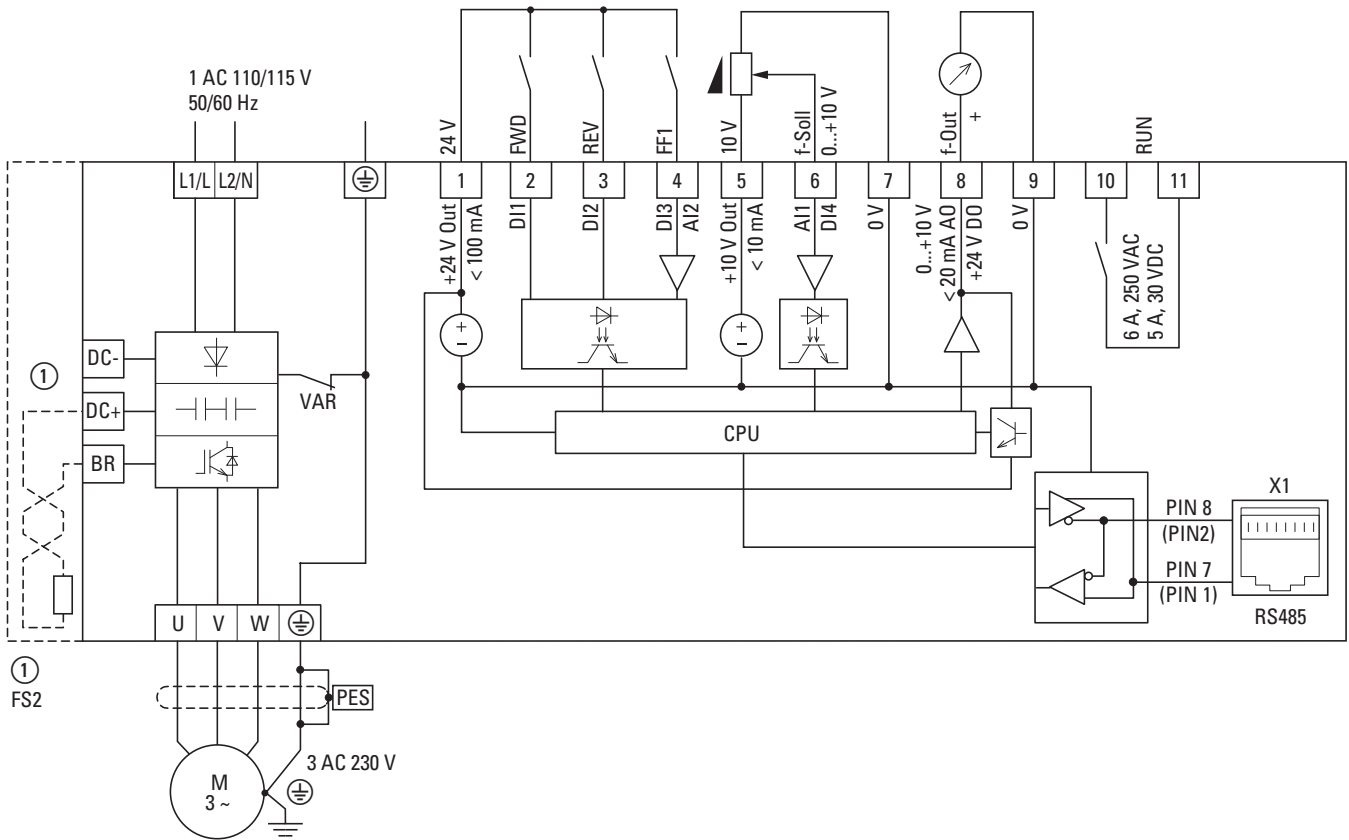 1 AC 110/115 V
50/60 Hz
24 V
FWD
REV
FF1
10 V
f-Soll
0...+10 V
f-Out
+
RUN
L1/L
L2/N
1
2
3
4
5
6
7
8
9
10
11
+24 V Out
< 100 mA
DI1
DI2
DI3
AI2
+10 V Out
< 10 mA
AI1
DI4
0 V
0...+10 V
< 20 mA AO
+24 V DO
0 V
6 A, 250 VAC
5 A, 30 VDC
+
–
+
–
DC-
1
DC+
BR
VAR
CPU
X1
PIN 8
(PIN2)
PIN 7
(PIN 1)
RS485
U
V
W
1
FS2
PES
3 AC 230 V
M
3 ~